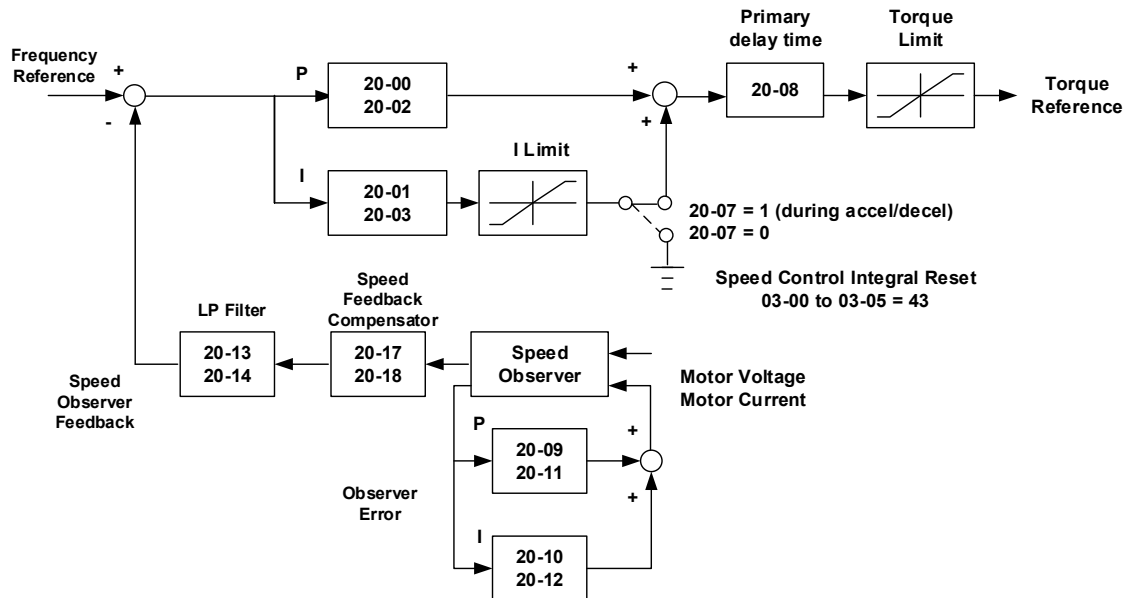 Primary
delay time
Torque
Limit
Frequency
Reference
+
-
P
20-00
20-02
+
+
20-08
Torque
Reference
I Limit
I
20-01
20-03
20-07 = 1 (during accel/decel)
20-07 = 0
Speed Control Integral Reset
03-00 to 03-05 = 43
LP Filter
Speed
Feedback
Compensator
20-13
20-14
20-17
20-18
Speed
Observer
Motor Voltage
Motor Current
Speed
Observer
Feedback
P
20-09
20-11
+
+
Observer
Error
I
20-10
20-12